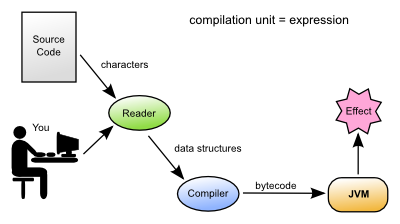 compilation unit = expression
Source
Code
characters
You
Reader
Effect
data structures
Compiler
bytecode
JVM